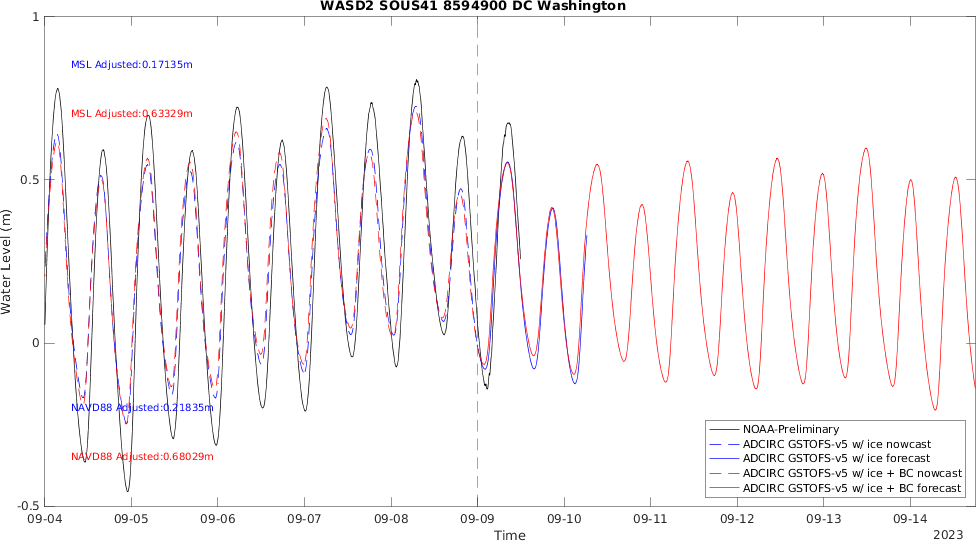 WASD2 SOUS41 8594900 DC Washington
1
MSL Adjusted:0.17135m
MSL Adjusted:0.63329m
0.5
Water Level (m)
0
NAVD88 Adjusted:0.21835m
NAVD88 Adjusted:0.68029m
NOAA-Preliminary
ADCIRC GSTOFS-v5 w/ ice nowcast
ADCIRC GSTOFS-v5 w/ ice forecast
ADCIRC GSTOFS-v5 w/ ice + BC nowcast
ADCIRC GSTOFS-v5 w/ ice + BC forecast
-0.5
09-04 09-05 09-06 09-07 09-08 09-09 09-10 09-11 09-12 09-13 09-14
Time
2023